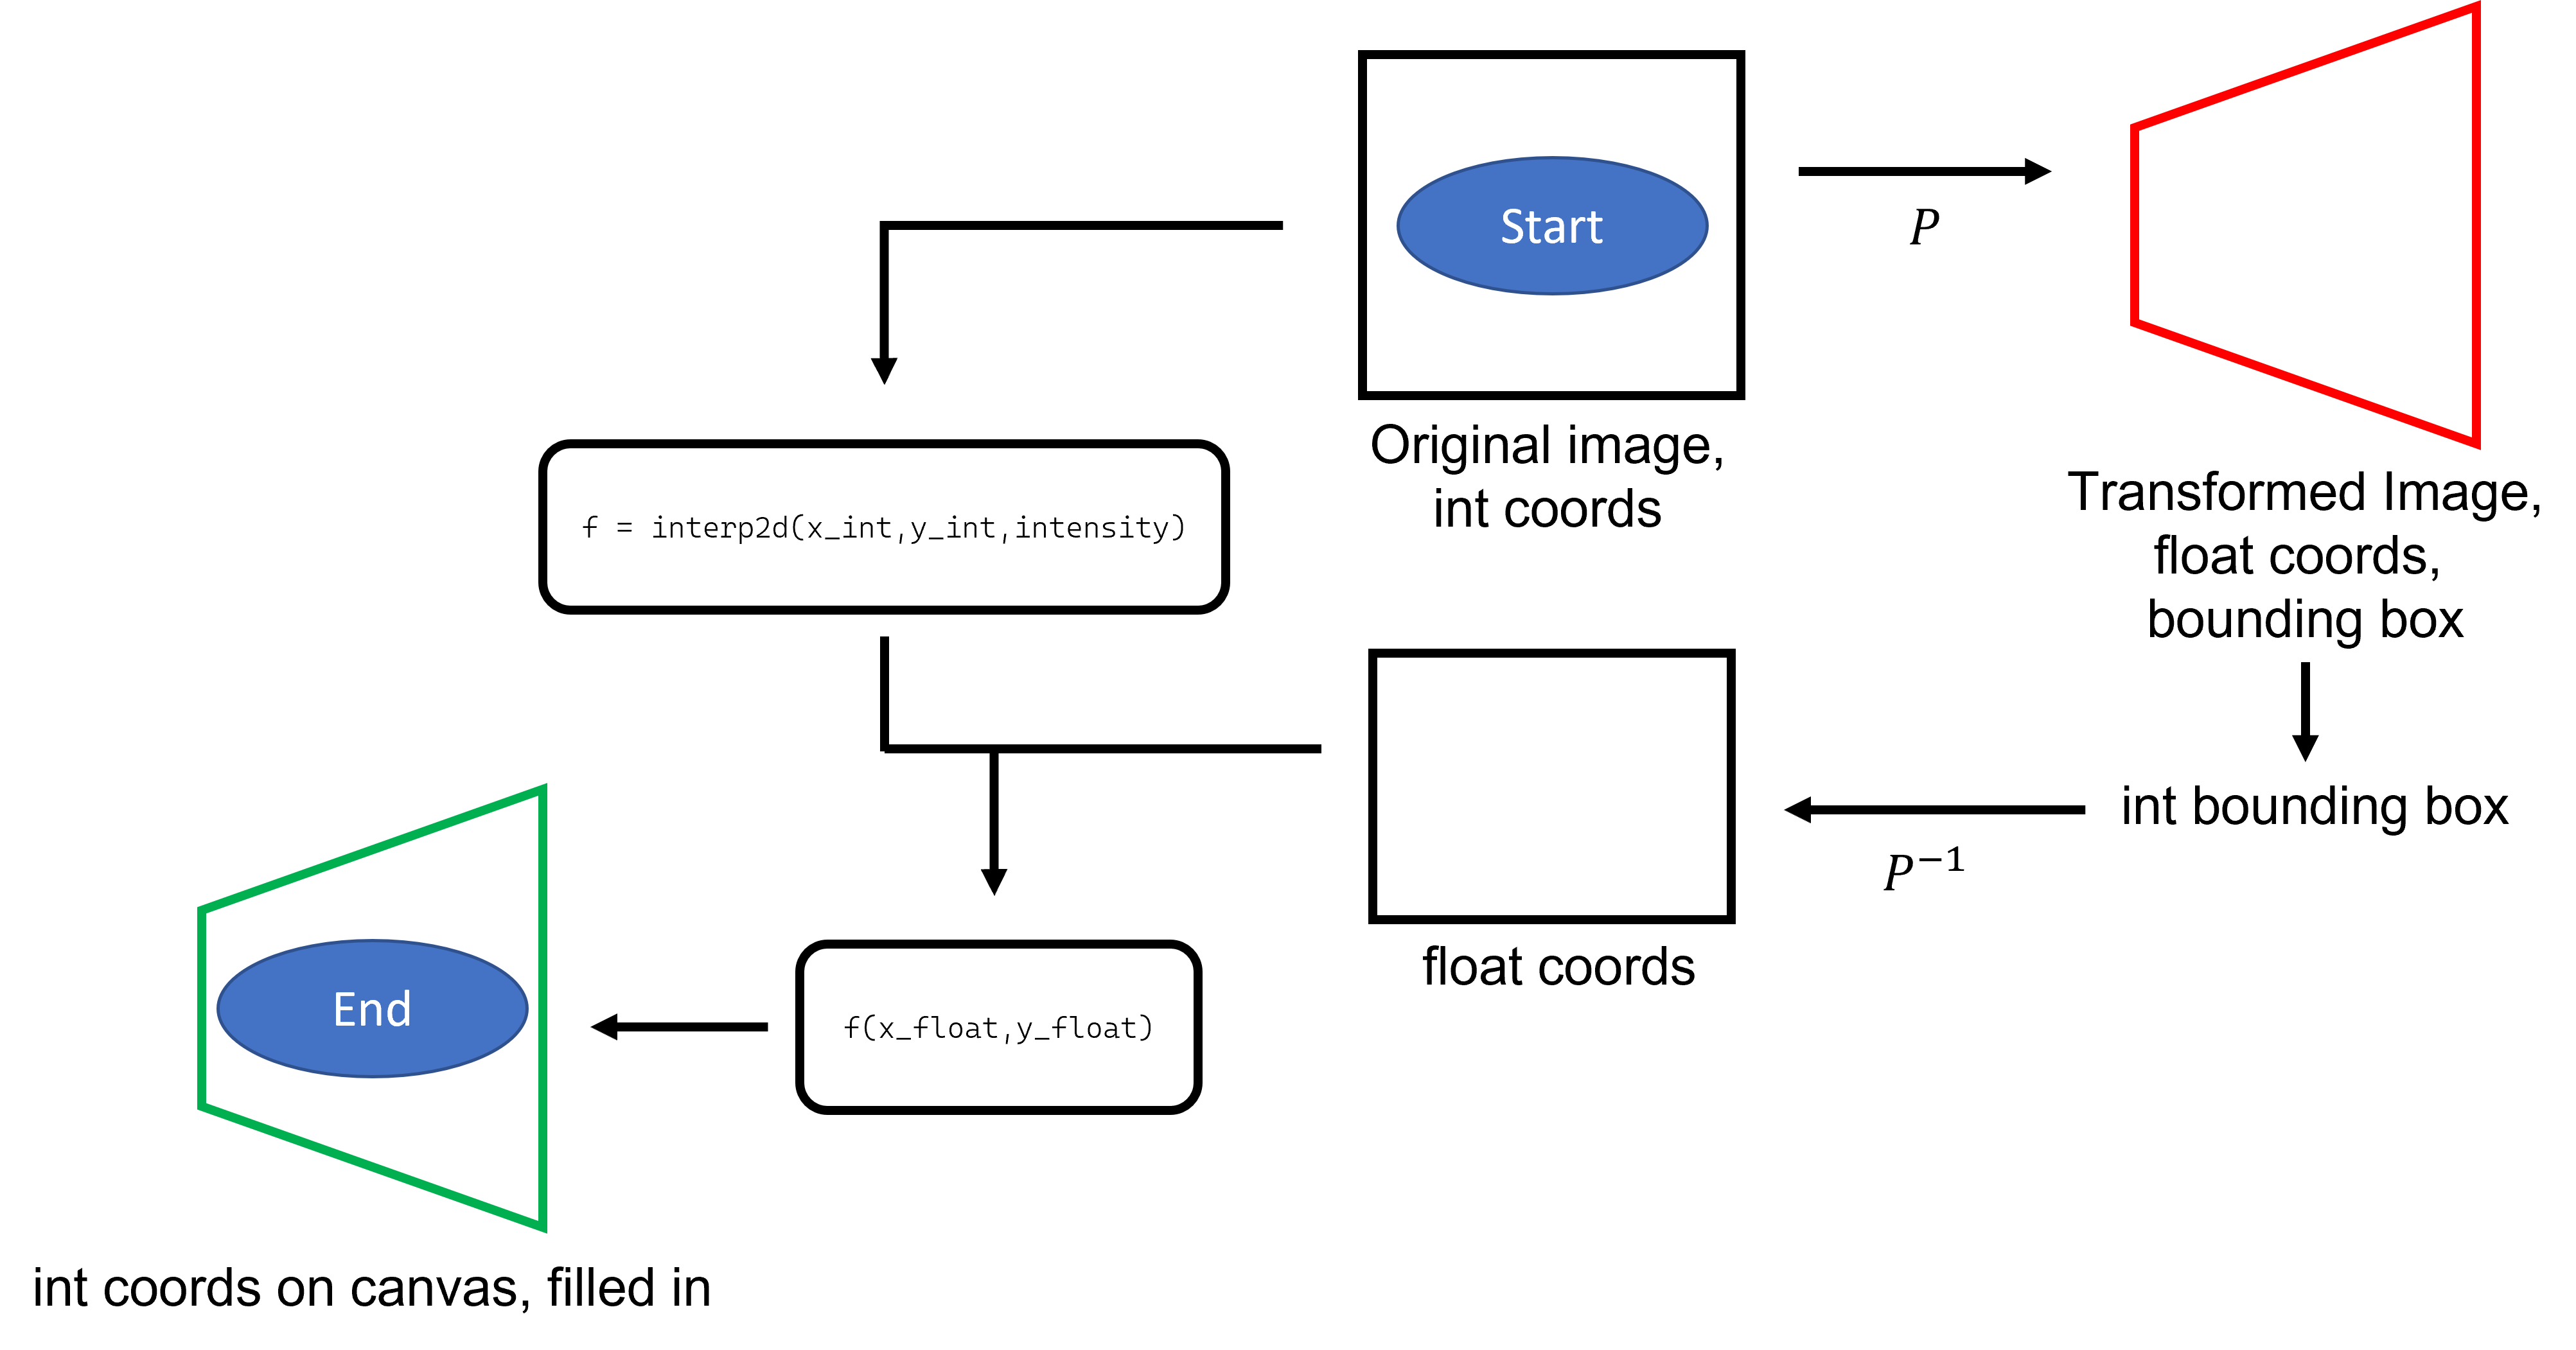 Start
P
Original image,
int coords
Transformed Image,
float coords,
bounding box
f = interp2d(x_int,y_int,intensity)
int bounding box
P⁻¹
float coords
f(x_float,y_float)
End
int coords on canvas, filled in